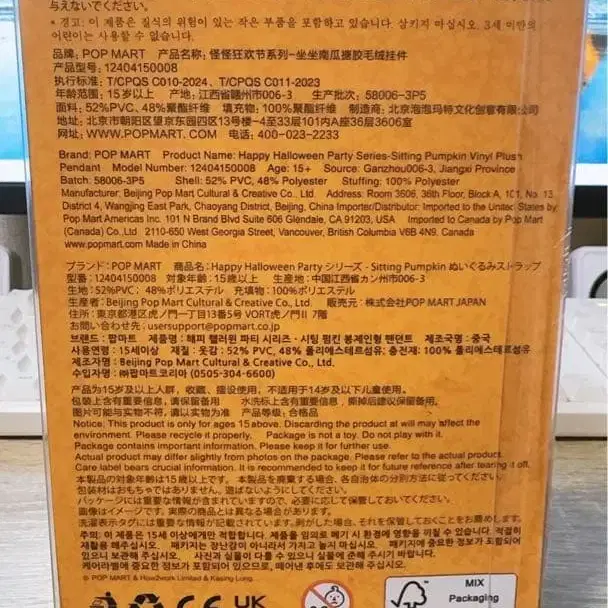 与えないでください。
* 경고: 이 제품은 질식의 위험이 있는 작은 부품을 포함하고 있습니다. 삼키지 마십시오. 3세 미만의
어린이는 사용할 수 없습니다.
品牌: POP MART 产品名称: 怪怪狂欢节系列-坐坐南瓜搪胶毛绒挂件
产品型号: 12404150008
执行标准: T/CPQS C010-2024、T/CPQS C011-2023
年龄范围: 15岁以上 产地: 江西省赣州市006-3 生产批次: 58006-3P5
面料: 52%PVC、48%聚酯纤维 填充物: 100%聚酯纤维 制造商: 北京泡泡玛特文化创意有限公司
地址: 北京市朝阳区望京东园四区13号楼-4至33层101内A座36层3606室
网址: WWW.POPMART.COM 电话: 400-023-2233
Brand: POP MART Product Name: Happy Halloween Party Series-Sitting Pumpkin Vinyl Plush
Pendant Model Number: 12404150008 Age: 15+ Source: Ganzhou006-3, Jiangxi Province
Batch: 58006-3P5 Shell: 52% PVC, 48% Polyester Stuffing: 100% Polyester
Manufacturer: Beijing Pop Mart Cultural & Creative Co., Ltd. Address: Room 3606, 36th Floor, Block A, 101, No. 13,
District 4, Wangjing East Park, Chaoyang District, Beijing, China Importer/Distributor: Imported to the United States by
Pop Mart Americas Inc. 101 N Brand Blvd Suite 606 Glendale, CA 91203, USA Imported to Canada by Pop Mart
(Canada) Co.,Ltd 2110-650 West Georgia Street, Vancouver, British Columbia V6B 4N9. Canada
www.popmart.com Made in China
ブランド: POP MART 商品名: Happy Halloween Party シリーズ - Sitting Pumpkin ぬいぐるみストラップ
型番: 12404150008 対象年齢: 15歳以上 生産地: 中国江西省カン州市006-3
生地: 52%PVC、48%ポリエステル 充填物: 100%ポリエステル
生産者: Beijing Pop Mart Cultural & Creative Co., Ltd. 販売元: 株式会社POP MART JAPAN
住所: 東京都港区虎ノ門一丁目13番3号 VORT虎ノ門II 7階
お問い合わせ先: usersupport@popmart.co.jp
브랜드: 팝마트 제품명: 해피 핼러윈 파티 시리즈 - 시팅 펌킨 봉제인형 펜던트 제조국명: 중국
사용연령: 15세이상 재질: 옷감: 52% PVC, 48% 폴리에스테르섬유; 충전재: 100% 폴리에스테르섬유
제조자명: Beijing Pop Mart Cultural & Creative Co., Ltd.
수입자명: ㈜팝마트코리아 (0505-304-6600)
产品为15岁及以上人群, 收藏、摆设使用, 不适用于14岁及以下儿童使用。
包装上含有重要信息, 请保留备用 水洗标上含有重要信息, 撕掉后建议保留备用。
图片可能与实物不符, 请以实物为准 产品等级: 合格品
Notice: This product is only for ages 15 above. Discarding the product at will may affect the
environment. Please recycle it properly. Package is not a toy. Do not play with it.
Package contains important information. Please keep it for further use.
Actual product may differ slightly from photos on the package. Please refer to the actual product.
Care label bears crucial information. It is recommended to keep it for future reference after tearing it off.
本製品の対象年齢は15歳以上です。本製品を廃棄する場合、各自治体の分別方法に従ってください。
包装材はおもちゃではありません。遊ばないようにしてください。
パッケージには重要な情報が含まれていますので、必要に応じて保管しておいてください。
画像はイメージです。実際の商品とは異なる場合があります。
洗濯表示タグには重要な情報が記載されています。剥がした場合、それを保管しておくことをお薦めします。
주의: 이 제품은 15세 이상에게만 적합합니다. 제품을 임의로 폐기 시 환경에 영향을 끼칠 수 있습니다. 적절히
재활용 해주십시오. 패키지는 장난감이 아니라서 가지고 놀지 마십시오. 패키지에 중요한 정보가 포함되어
있으니 보관해 주십시오. 사진과 실물이 다를 수 있으니 실물에 준해 주시기 바랍니다.
케어라벨에 중요한 정보가 포함되어 있으므로, 떼어낸 후에도 보관해 주십시오.
© POP MART & How2work Limited & Kasing Lung.
CE UK
MIX
Packaging